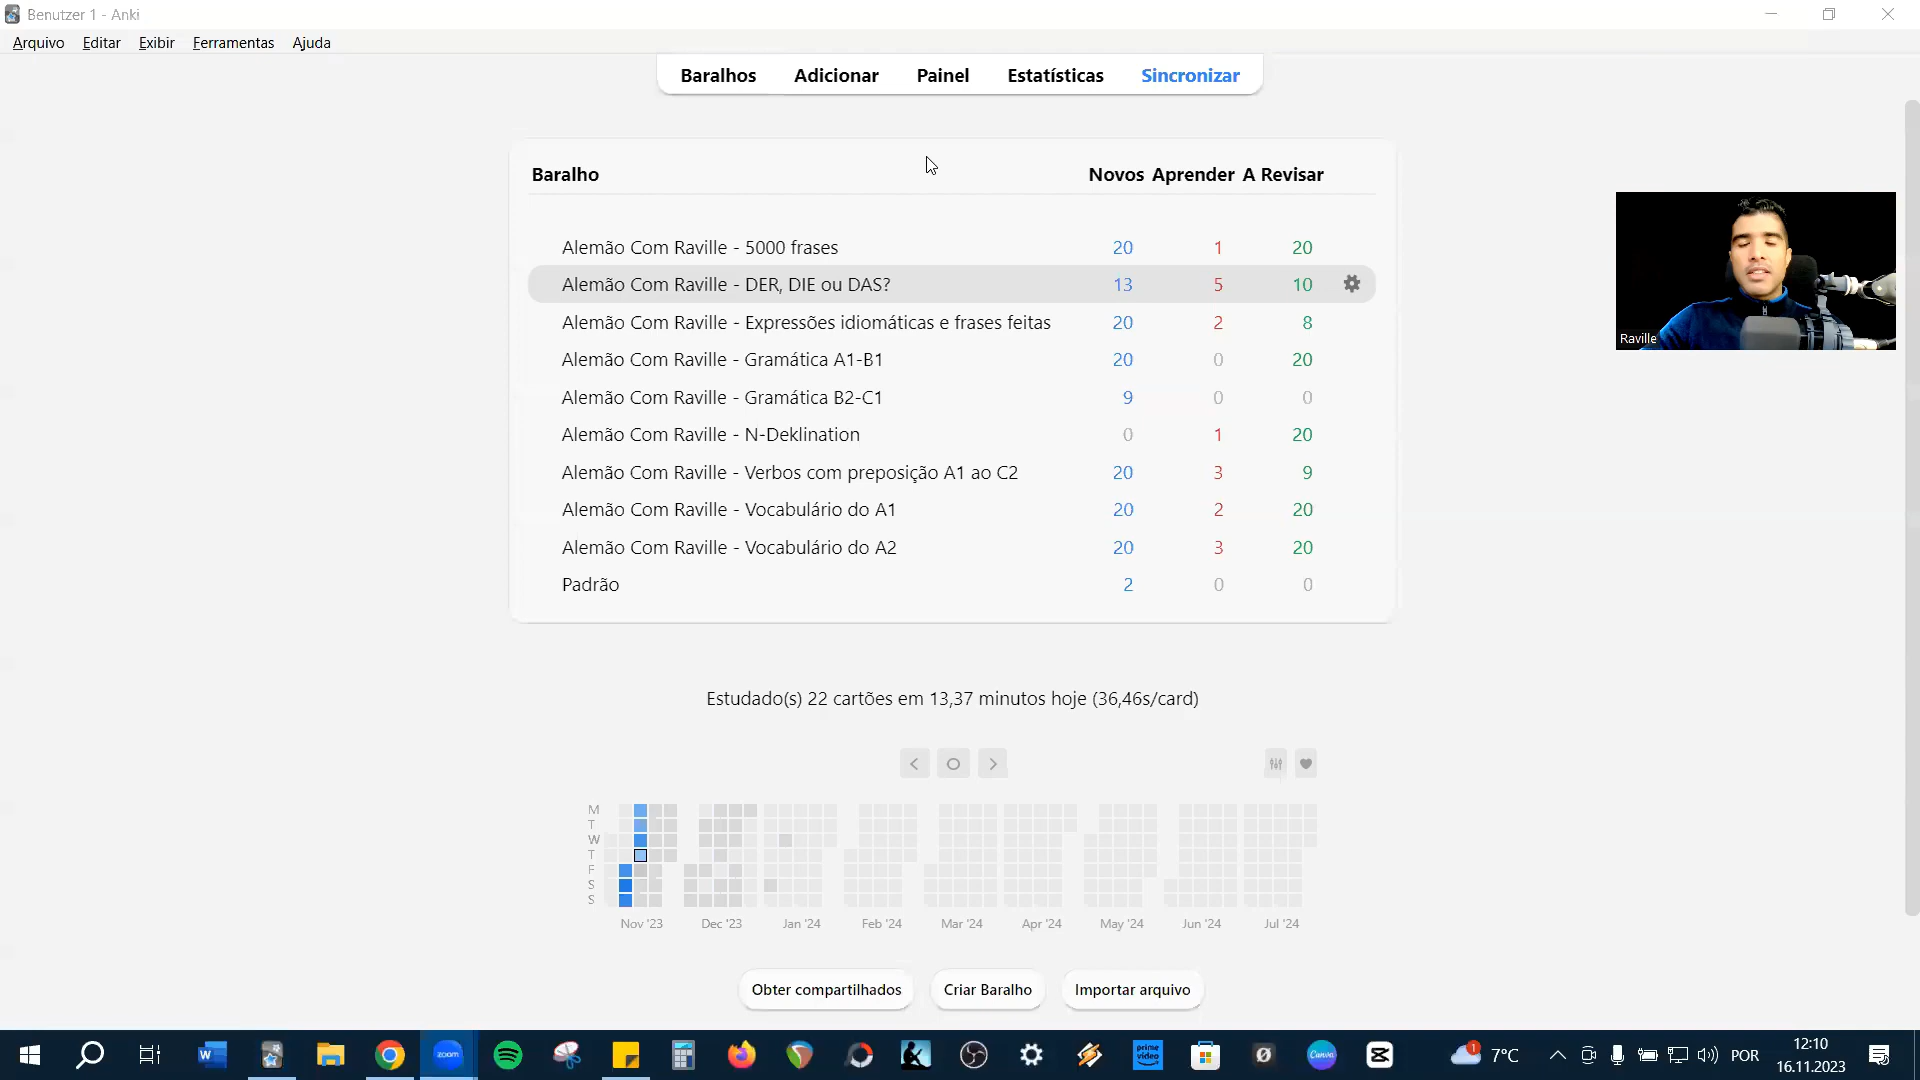 Benutzer 1 - Anki
Arquivo Editar Exibir Ferramentas Ajuda
Baralhos Adicionar Painel Estatísticas Sincronizar
Baralho Novos Aprender A Revisar
Alemão Com Raville - 5000 frases 20 1 20
Alemão Com Raville - DER, DIE ou DAS? 13 5 10
Alemão Com Raville - Expressões idiomáticas e frases feitas 20 2 8
Alemão Com Raville - Gramática A1-B1 20 0 20
Alemão Com Raville - Gramática B2-C1 9 0 0
Alemão Com Raville - N-Deklination 0 1 20
Alemão Com Raville - Verbos com preposição A1 ao C2 20 3 9
Alemão Com Raville - Vocabulário do A1 20 2 20
Alemão Com Raville - Vocabulário do A2 20 3 20
Padrão 2 0 0
Raville
Estudado(s) 22 cartões em 13,37 minutos hoje (36,46s/card)
M
T
W
T
F
S
S
Nov '23 Dec '23 Jan '24 Feb '24 Mar '24 Apr '24 May '24 Jun '24 Jul '24
Obter compartilhados Criar Baralho Importar arquivo
W zoom prime video Canva 1 7°C POR 12:10
16.11.2023